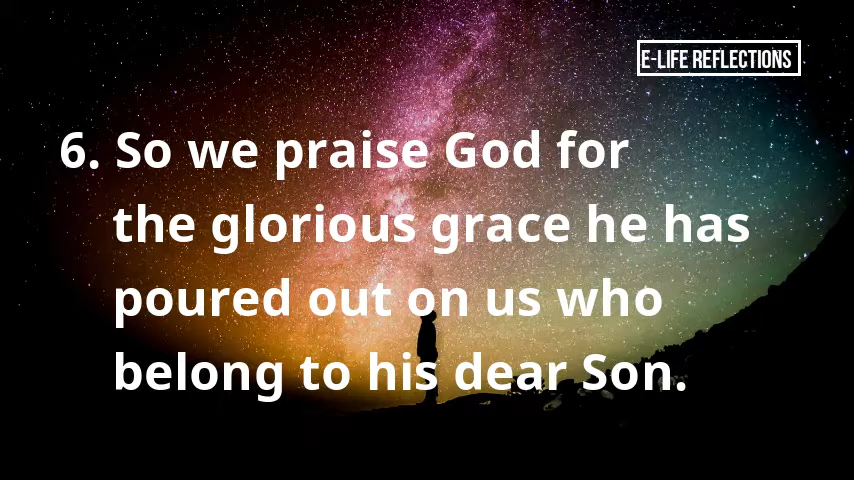 E-LIFE REFLECTIONS
6. So we praise God for
the glorious grace he has
poured out on us who
belong to his dear Son.